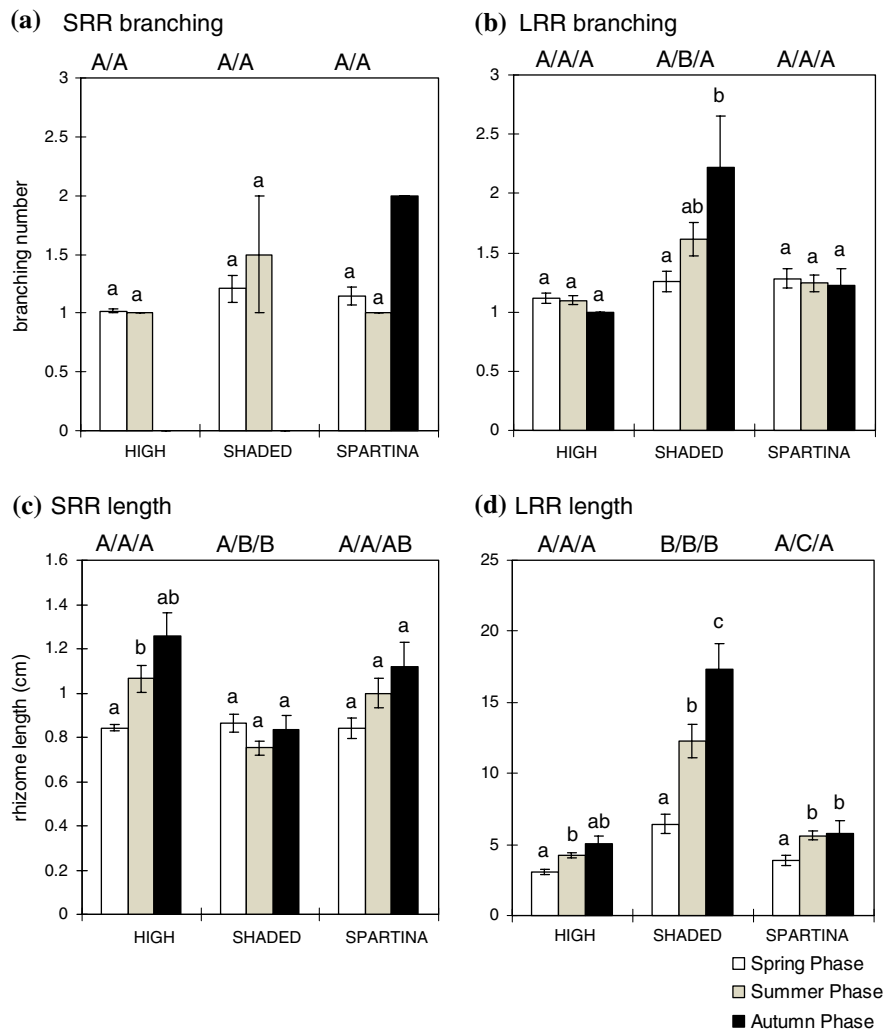 (a) SRR branching
A/A A/A A/A
3
2.5
2
1.5
1
0.5
0
branching number
a a a a a a
HIGH SHADED SPARTINA
(b) LRR branching
A/A/A A/B/A A/A/A
3
2.5
2
1.5
1
0.5
0
a a a a ab b a a a
HIGH SHADED SPARTINA
(c) SRR length
A/A/A A/B/B A/A/AB
1.6
1.4
1.2
1
0.8
0.6
0.4
0.2
0
rhizome length (cm)
a b ab a a a a a a
HIGH SHADED SPARTINA
(d) LRR length
A/A/A B/B/B A/C/A
25
20
15
10
5
0
a b ab a b c a b b
HIGH SHADED SPARTINA
Spring Phase
Summer Phase
Autumn Phase